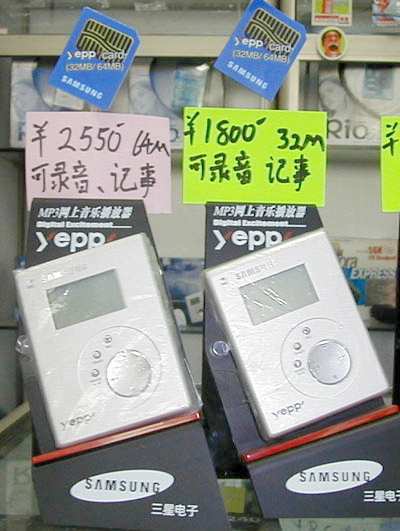 yepp card
(32MB/64MB)
SAMSUNG
yepp card
(32MB/64MB)
SAMSUNG
Rio
¥2550 64M
可录音、记事
¥1800 32M
可录音 记事
¥
MP3网上音乐播放器
Digital Excitement
yepp
MP3网上音乐播放器
Digital Excitement
yepp
EXPRESS
SAMSUNG
SAMSUNG
yepp
yepp
SAMSUNG
三星电子
SAMSUNG
三星电子